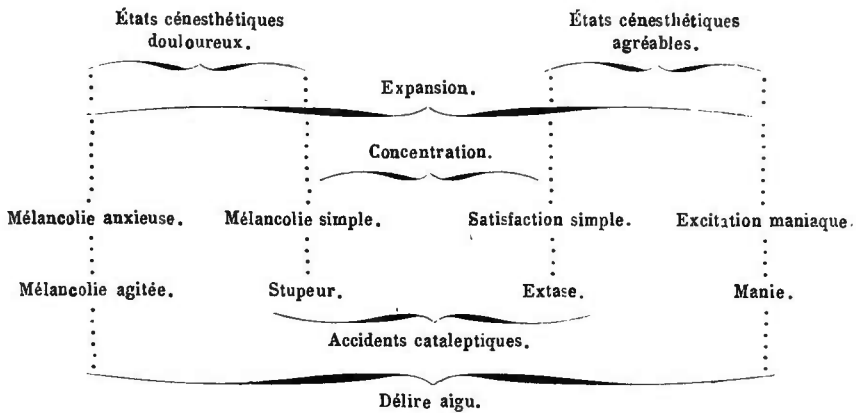 États cénesthétiques
douloureux.
États cénesthétiques
agréables.
Expansion.
Concentration.
Mélancolie anxieuse. Mélancolie simple. Satisfaction simple. Excitation maniaque.
Mélancolie agitée. Stupeur. Extase. Manie.
Accidents cataleptiques.
Délire aigu.